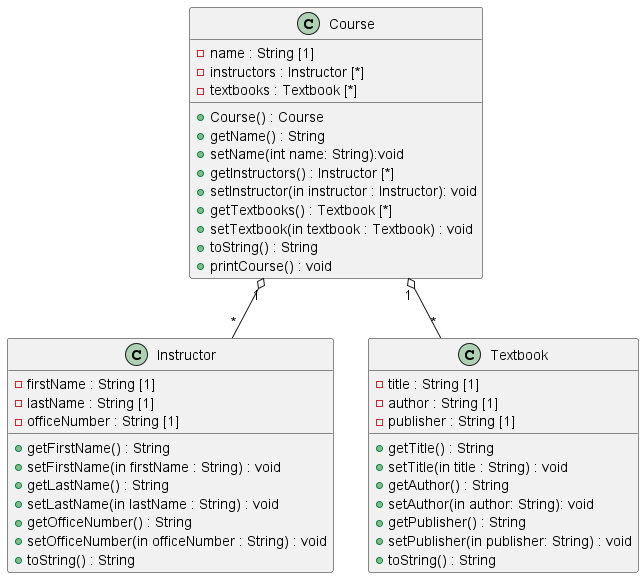 C Course
name : String [1]
instructors : Instructor [*]
textbooks : Textbook [*]
Course() : Course
getName() : String
setName(int name: String):void
getInstructors() : Instructor [*]
setInstructor(in instructor : Instructor): void
getTextbooks() : Textbook [*]
setTextbook(in textbook : Textbook) : void
toString() : String
printCourse() : void
1
1
*
*
C Instructor
firstName : String [1]
lastName : String [1]
officeNumber : String [1]
getFirstName() : String
setFirstName(in firstName : String) : void
getLastName() : String
setLastName(in lastName : String) : void
getOfficeNumber() : String
setOfficeNumber(in officeNumber : String) : void
toString() : String
C Textbook
title : String [1]
author : String [1]
publisher : String [1]
getTitle() : String
setTitle(in title : String) : void
getAuthor() : String
setAuthor(in author: String): void
getPublisher() : String
setPublisher(in publisher: String) : void
toString() : String